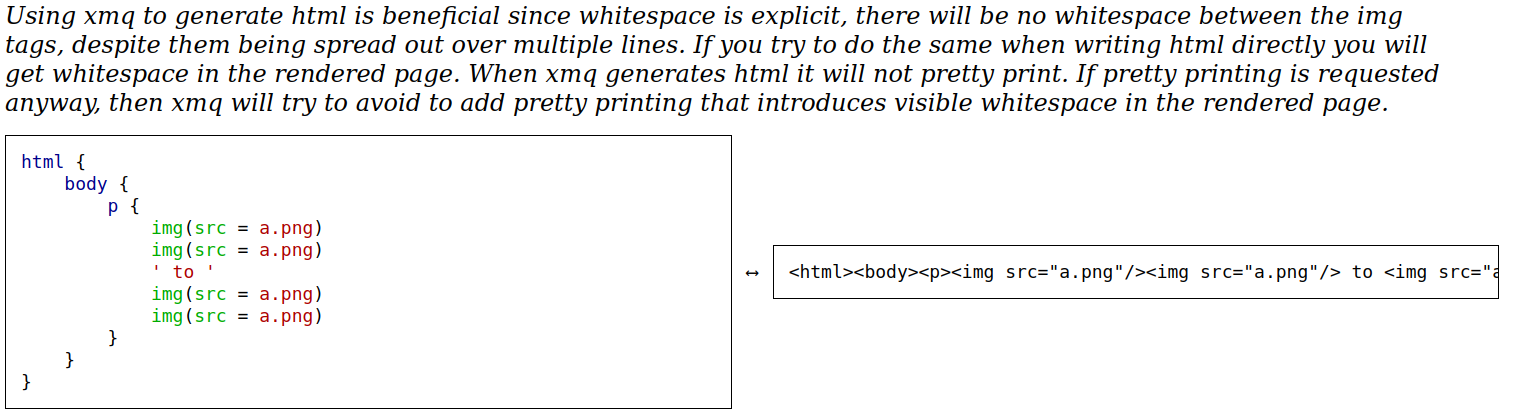 Using xmq to generate html is beneficial since whitespace is explicit, there will be no whitespace between the img
tags, despite them being spread out over multiple lines. If you try to do the same when writing html directly you will
get whitespace in the rendered page. When xmq generates html it will not pretty print. If pretty printing is requested
anyway, then xmq will try to avoid to add pretty printing that introduces visible whitespace in the rendered page.
html {
    body {
        p {
            img(src = a.png)
            img(src = a.png)
            ' to '
            img(src = a.png)
            img(src = a.png)
        }
    }
}
↔
<html><body><p><img src="a.png"/><img src="a.png"/> to <img src="a